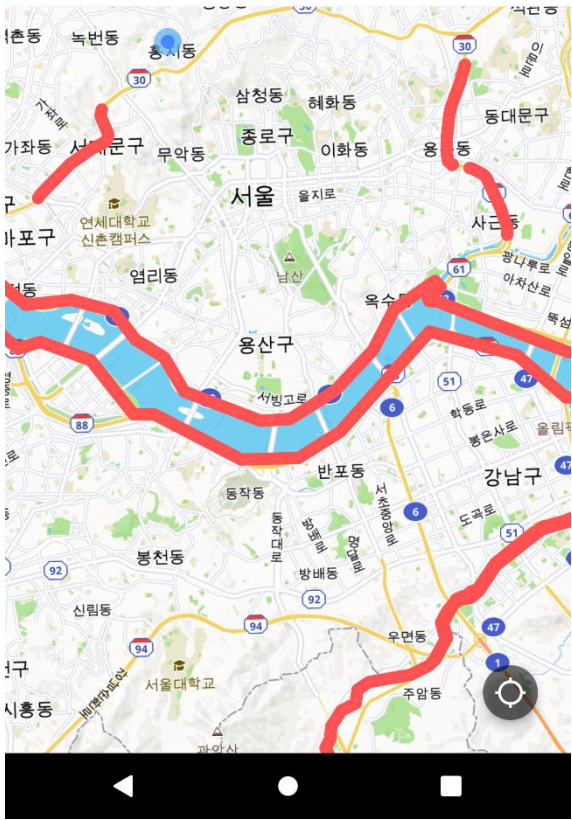 녹번동
30
30
삼청동
혜화동
동대문구
종로구
가좌동
무악동
이화동
서울
을지로
연세대학교
신촌캠퍼스
사근동
마포구
광나루로
61
아차산로
염리동
남산
옥수동
뚝섬
용산구
51
47
서빙고로
6
학동로
88
봉은사로
47
반포동
강남구
동작동
서초중앙로
6
도곡로
동작대로
방배로
명달로
51
봉천동
92
방배동
92
신림동
94
47
우면동
94
1
서울대학교
주암동
시흥동
관악산